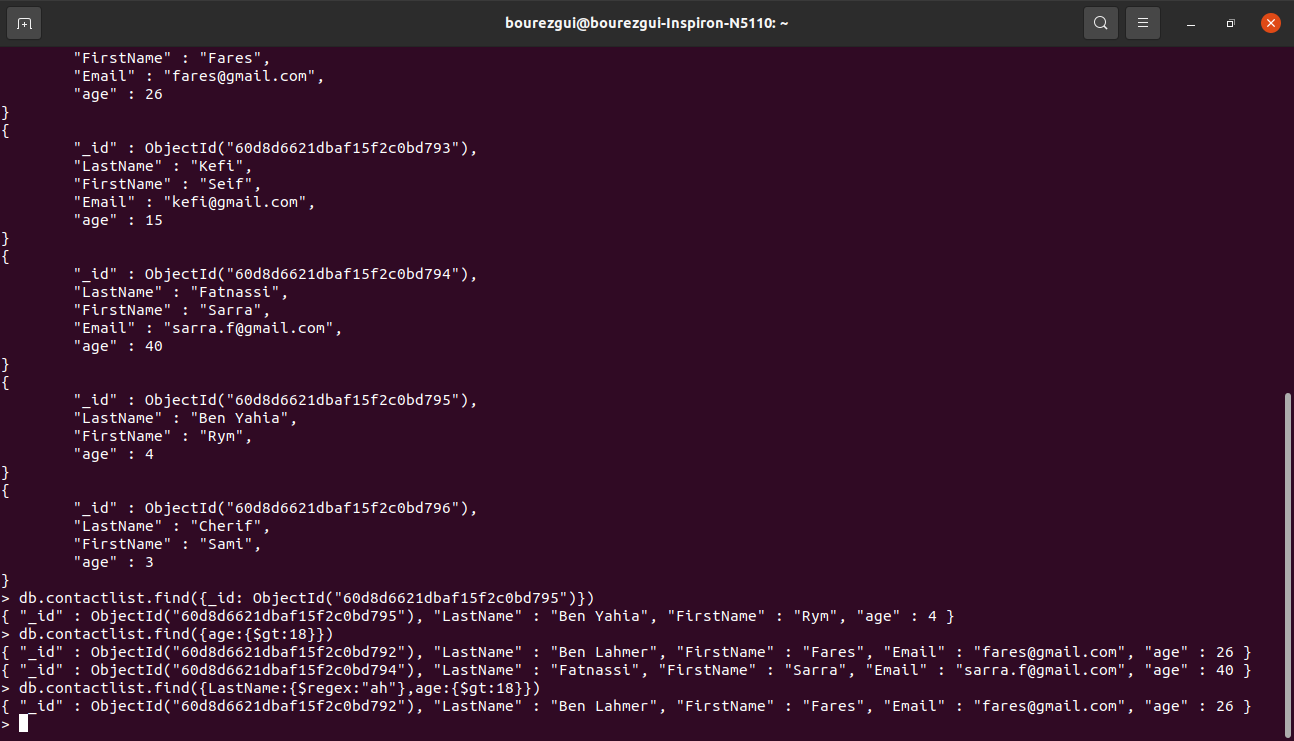 bourezgui@bourezgui-Inspiron-N5110: ~
"FirstName" : "Fares",
"Email" : "fares@gmail.com",
"age" : 26
}
{
"_id" : ObjectId("60d8d6621dbaf15f2c0bd793"),
"LastName" : "Kefi",
"FirstName" : "Seif",
"Email" : "kefi@gmail.com",
"age" : 15
}
{
"_id" : ObjectId("60d8d6621dbaf15f2c0bd794"),
"LastName" : "Fatnassi",
"FirstName" : "Sarra",
"Email" : "sarra.f@gmail.com",
"age" : 40
}
{
"_id" : ObjectId("60d8d6621dbaf15f2c0bd795"),
"LastName" : "Ben Yahia",
"FirstName" : "Rym",
"age" : 4
}
{
"_id" : ObjectId("60d8d6621dbaf15f2c0bd796"),
"LastName" : "Cherif",
"FirstName" : "Sami",
"age" : 3
}
> db.contactlist.find({_id: ObjectId("60d8d6621dbaf15f2c0bd795")})
{ "_id" : ObjectId("60d8d6621dbaf15f2c0bd795"), "LastName" : "Ben Yahia", "FirstName" : "Rym", "age" : 4 }
> db.contactlist.find({age:{$gt:18}})
{ "_id" : ObjectId("60d8d6621dbaf15f2c0bd792"), "LastName" : "Ben Lahmer", "FirstName" : "Fares", "Email" : "fares@gmail.com", "age" : 26 }
{ "_id" : ObjectId("60d8d6621dbaf15f2c0bd794"), "LastName" : "Fatnassi", "FirstName" : "Sarra", "Email" : "sarra.f@gmail.com", "age" : 40 }
> db.contactlist.find({LastName:{$regex:"ah"},age:{$gt:18}})
{ "_id" : ObjectId("60d8d6621dbaf15f2c0bd792"), "LastName" : "Ben Lahmer", "FirstName" : "Fares", "Email" : "fares@gmail.com", "age" : 26 }
>